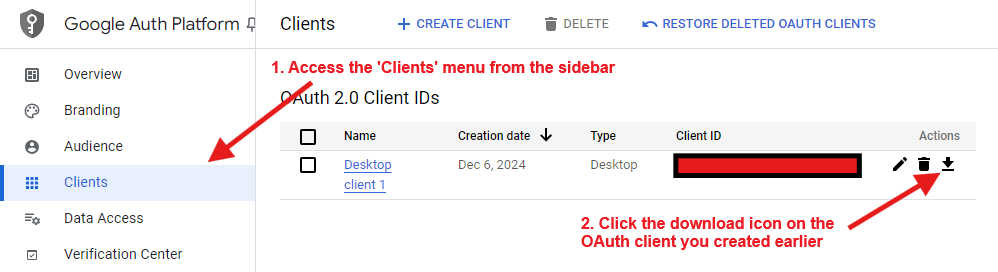 Google Auth Platform
Clients
CREATE CLIENT
DELETE
RESTORE DELETED OAUTH CLIENTS
1. Access the 'Clients' menu from the sidebar
Overview
Branding
Audience
Clients
Data Access
Verification Center
OAuth 2.0 Client IDs
Name Creation date Type Client ID Actions
Desktop Dec 6, 2024 Desktop
client 1
2. Click the download icon on the
OAuth client you created earlier